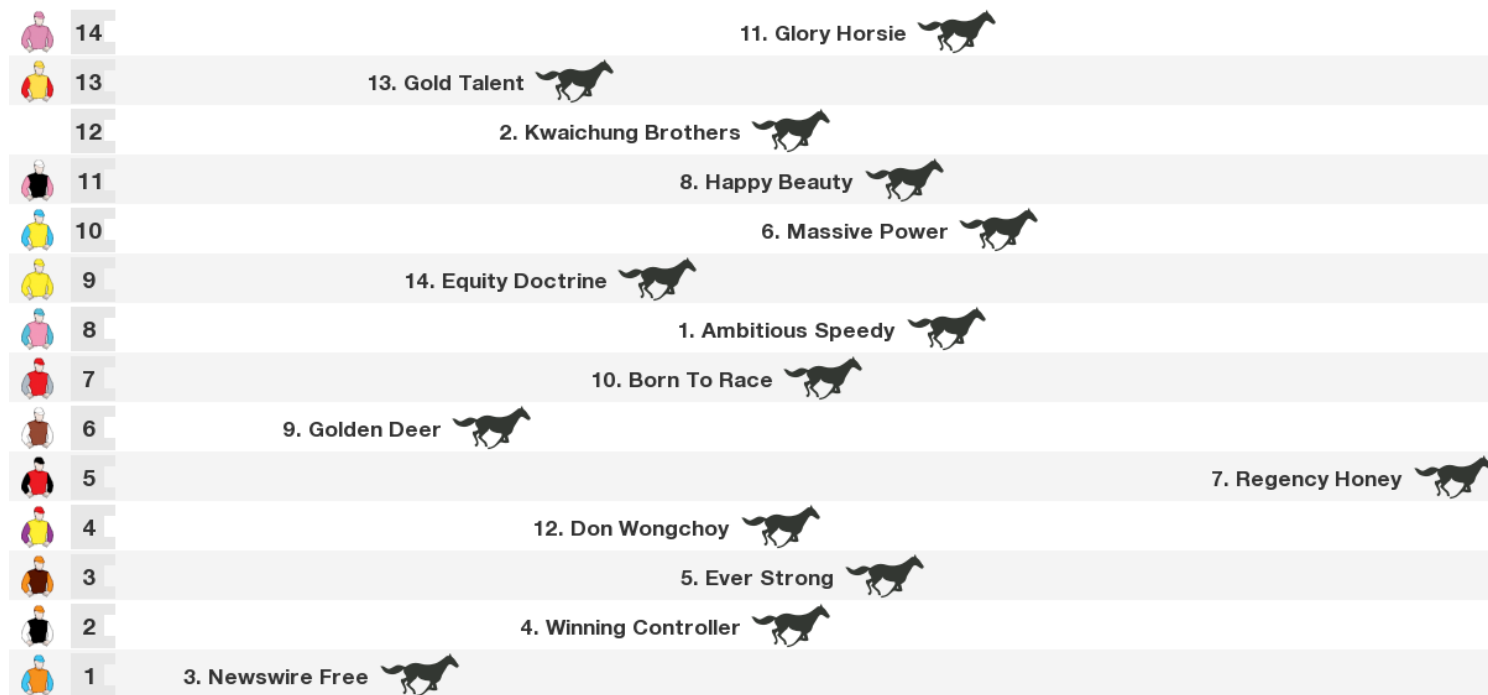 14 11. Glory Horsie
13 13. Gold Talent
12 2. Kwaichung Brothers
11 8. Happy Beauty
10 6. Massive Power
9 14. Equity Doctrine
8 1. Ambitious Speedy
7 10. Born To Race
6 9. Golden Deer
5 7. Regency Honey
4 12. Don Wongchoy
3 5. Ever Strong
2 4. Winning Controller
1 3. Newswire Free